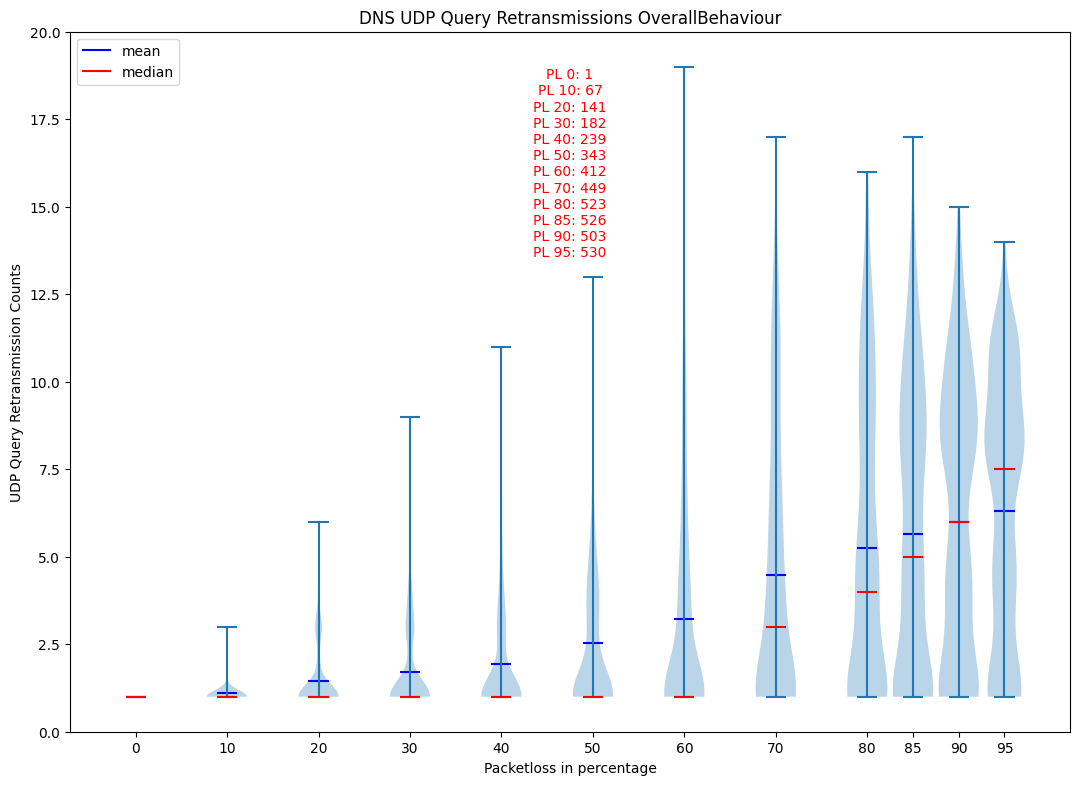 DNS UDP Query Retransmissions OverallBehaviour
mean
median
PL 0: 1
PL 10: 67
PL 20: 141
PL 30: 182
PL 40: 239
PL 50: 343
PL 60: 412
PL 70: 449
PL 80: 523
PL 85: 526
PL 90: 503
PL 95: 530
UDP Query Retransmission Counts
20.0
17.5
15.0
12.5
10.0
7.5
5.0
2.5
0.0
0 10 20 30 40 50 60 70 80 85 90 95
Packetloss in percentage